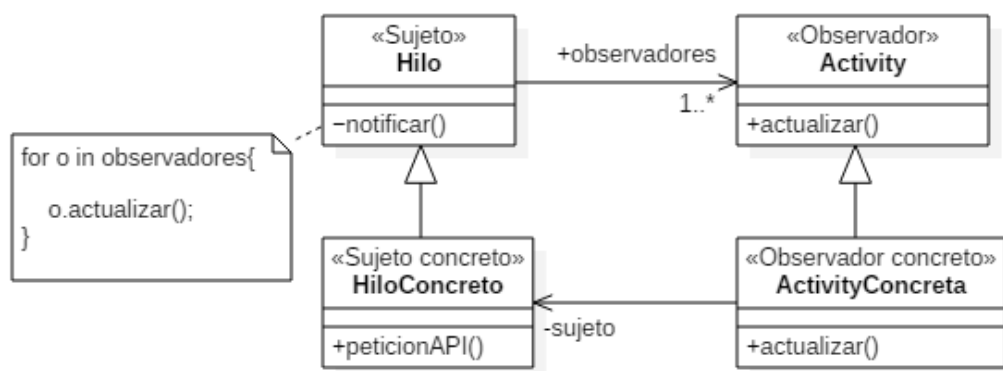 «Sujeto»
Hilo
−notificar()
+observadores
1..*
«Observador»
Activity
+actualizar()
for o in observadores{
o.actualizar();
}
«Sujeto concreto»
HiloConcreto
+peticionAPI()
-sujeto
«Observador concreto»
ActivityConcreta
+actualizar()